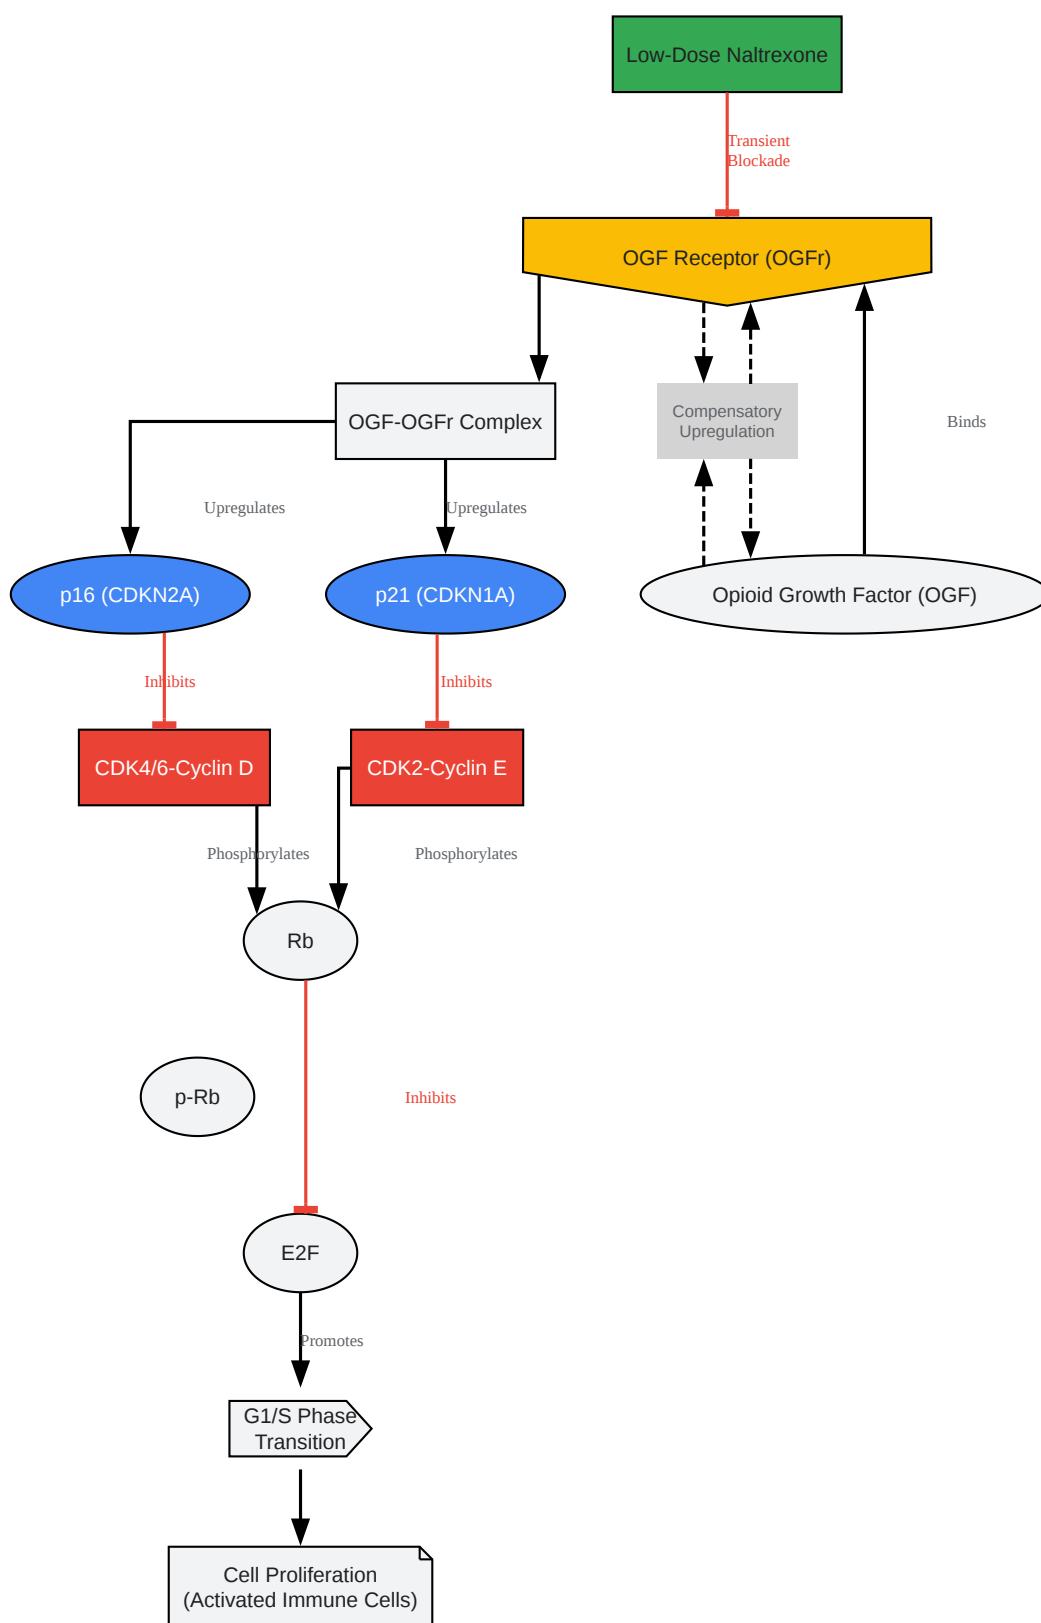 Low-Dose Naltrexone
Transient
Blockade
OGF Receptor (OGFr)
OGF-OGFr Complex
Compensatory
Upregulation
Binds
Upregulates
Upregulates
p16 (CDKN2A)
p21 (CDKN1A)
Opioid Growth Factor (OGF)
Inhibits
Inhibits
CDK4/6-Cyclin D
CDK2-Cyclin E
Phosphorylates
Phosphorylates
Rb
p-Rb
Inhibits
E2F
Promotes
G1/S Phase
Transition
Cell Proliferation
(Activated Immune Cells)